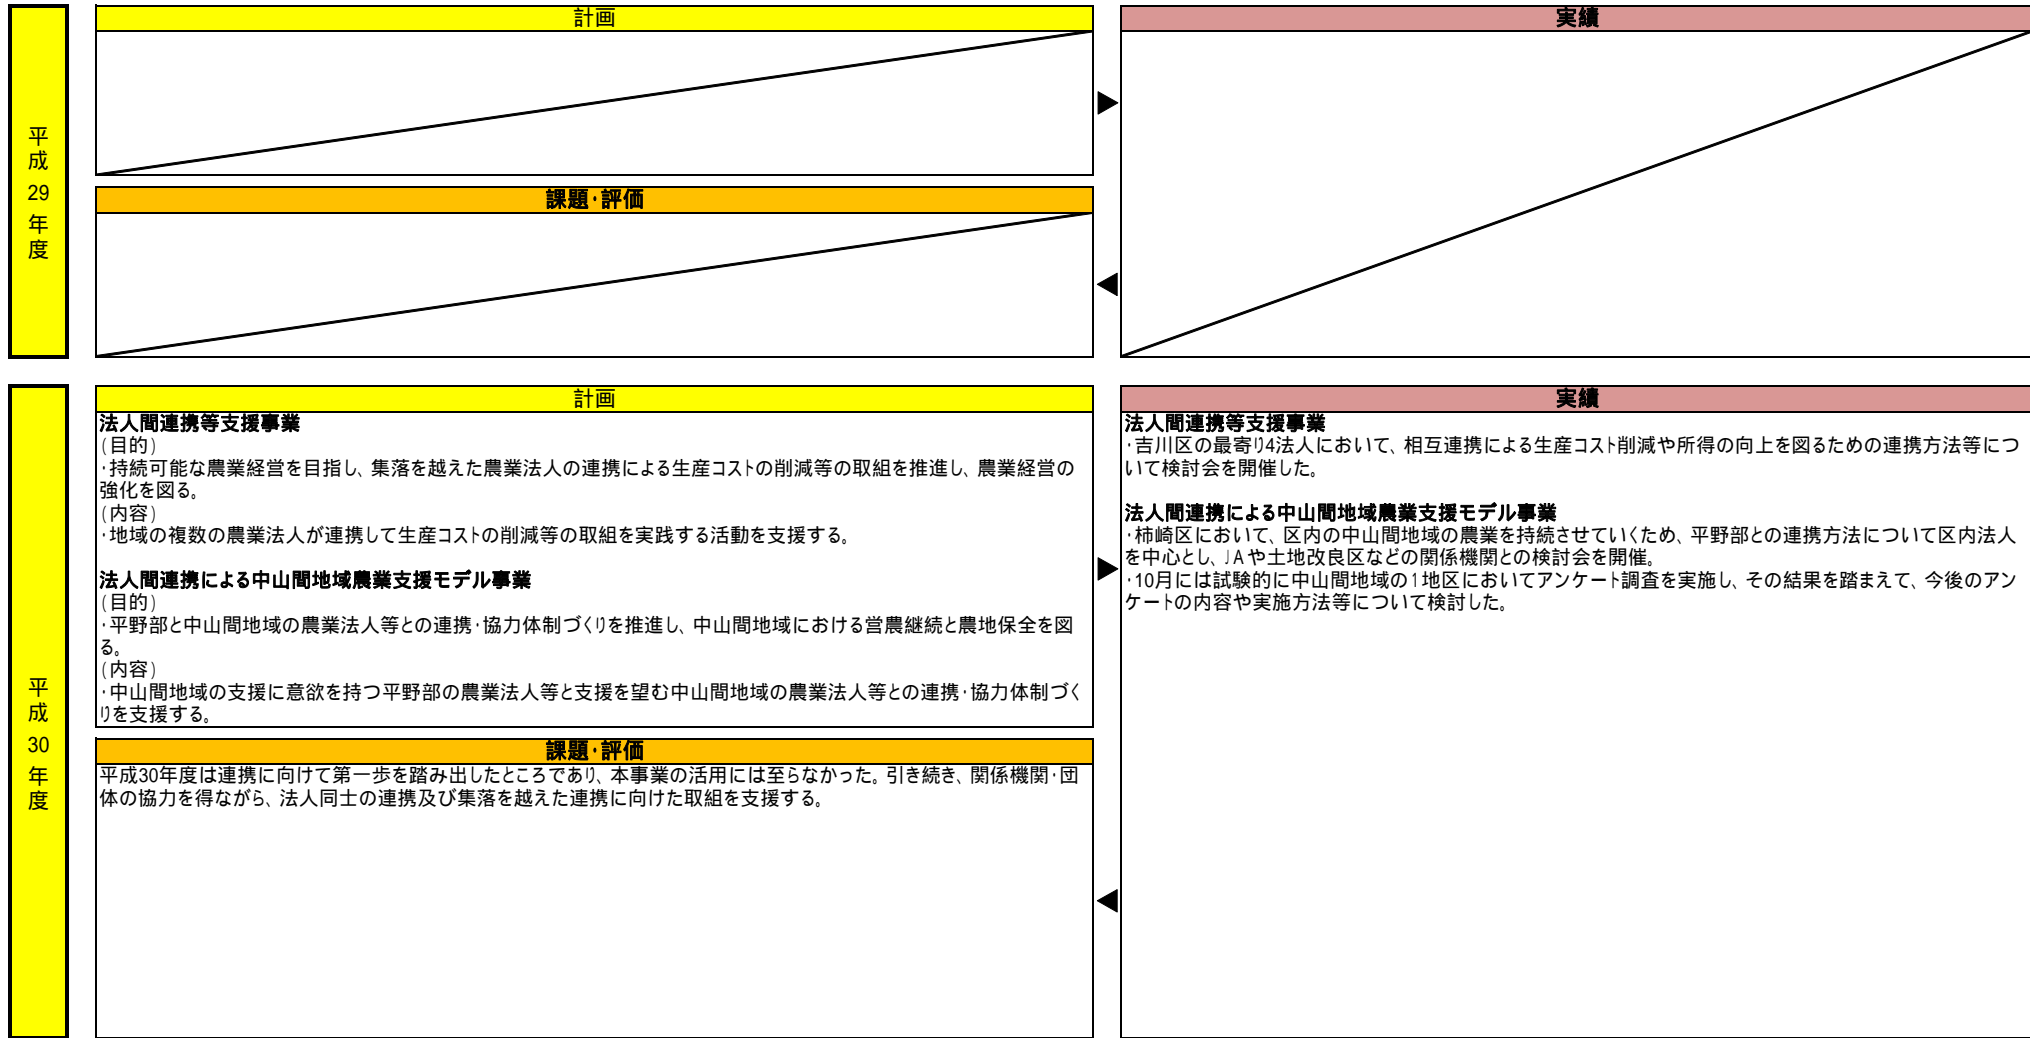 平成29年度
計画
実績
課題・評価
平成30年度
計画
法人間連携等支援事業
(目的)
・持続可能な農業経営を目指し、集落を越えた農業法人の連携による生産コストの削減等の取組を推進し、農業経営の
強化を図る。
(内容)
・地域の複数の農業法人が連携して生産コストの削減等の取組を実践する活動を支援する。
法人間連携による中山間地域農業支援モデル事業
(目的)
・平野部と中山間地域の農業法人等との連携・協力体制づくりを推進し、中山間地域における営農継続と農地保全を図
る。
(内容)
・中山間地域の支援に意欲を持つ平野部の農業法人等と支援を望む中山間地域の農業法人等との連携・協力体制づく
りを支援する。
実績
法人間連携等支援事業
・吉川区の最寄り4法人において、相互連携による生産コスト削減や所得の向上を図るための連携方法等につ
いて検討会を開催した。
法人間連携による中山間地域農業支援モデル事業
・柿崎区において、区内の中山間地域の農業を持続させていくため、平野部との連携方法について区内法人
を中心とし、JAや土地改良区などの関係機関との検討会を開催。
・10月には試験的に中山間地域の1地区においてアンケート調査を実施し、その結果を踏まえて、今後のアン
ケートの内容や実施方法等について検討した。
課題・評価
平成30年度は連携に向けて第一歩を踏み出したところであり、本事業の活用には至らなかった。引き続き、関係機関・団
体の協力を得ながら、法人同士の連携及び集落を越えた連携に向けた取組を支援する。